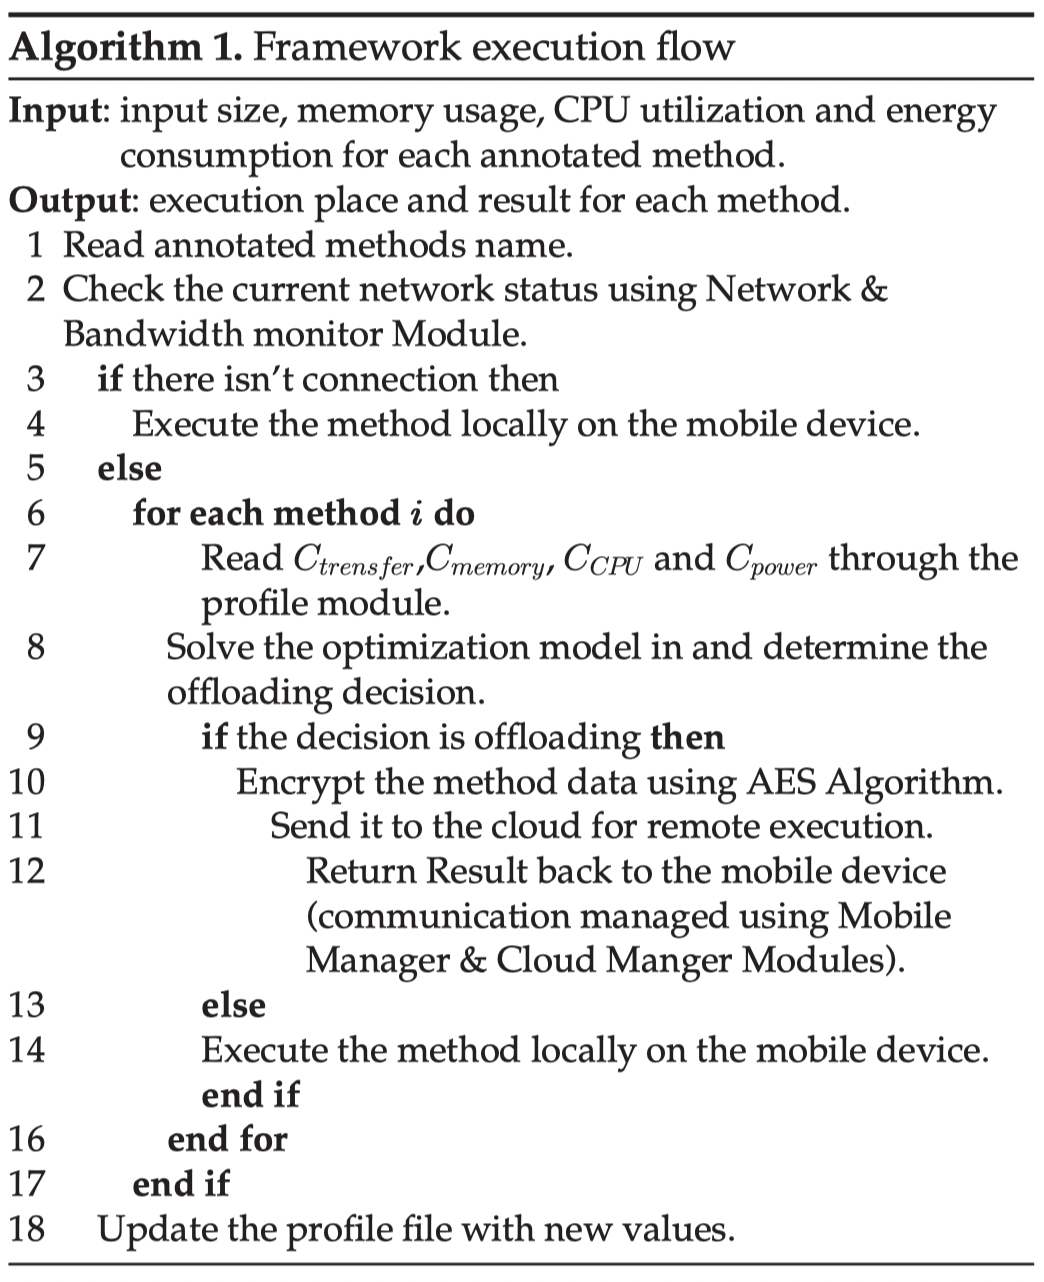 Algorithm 1. Framework execution flow
Input: input size, memory usage, CPU utilization and energy
consumption for each annotated method.
Output: execution place and result for each method.
1 Read annotated methods name.
2 Check the current network status using Network &
Bandwidth monitor Module.
3 if there isn't connection then
4 Execute the method locally on the mobile device.
5 else
6 for each method i do
7 Read C_{trensfer},C_{memory}, C_{CPU} and C_{power} through the
profile module.
8 Solve the optimization model in and determine the
offloading decision.
9 if the decision is offloading then
10 Encrypt the method data using AES Algorithm.
11 Send it to the cloud for remote execution.
12 Return Result back to the mobile device
(communication managed using Mobile
Manager & Cloud Manger Modules).
13 else
14 Execute the method locally on the mobile device.
end if
16 end for
17 end if
18 Update the profile file with new values.